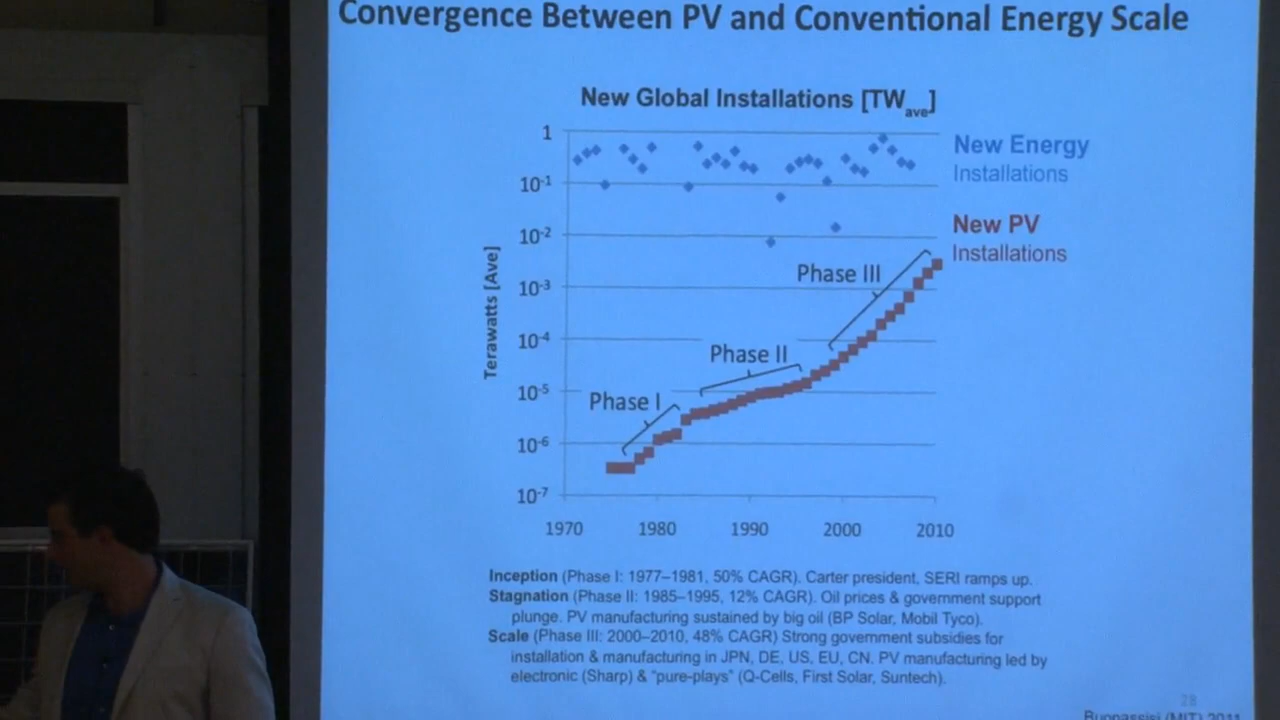 Convergence Between PV and Conventional Energy Scale
New Global Installations [TWave]
1
10-1
10-2
10-3
10-4
10-5
10-6
10-7
Terawatts [Ave]
New Energy
Installations
New PV
Installations
Phase III
Phase II
Phase I
1970 1980 1990 2000 2010
Inception (Phase I: 1977–1981, 50% CAGR). Carter president, SERI ramps up.
Stagnation (Phase II: 1985–1995, 12% CAGR). Oil prices & government support
plunge. PV manufacturing sustained by big oil (BP Solar, Mobil Tyco).
Scale (Phase III: 2000–2010, 48% CAGR) Strong government subsidies for
installation & manufacturing in JPN, DE, US, EU, CN. PV manufacturing led by
electronic (Sharp) & "pure-plays" (Q-Cells, First Solar, Suntech).
28
Buonassisi (MIT) 2011